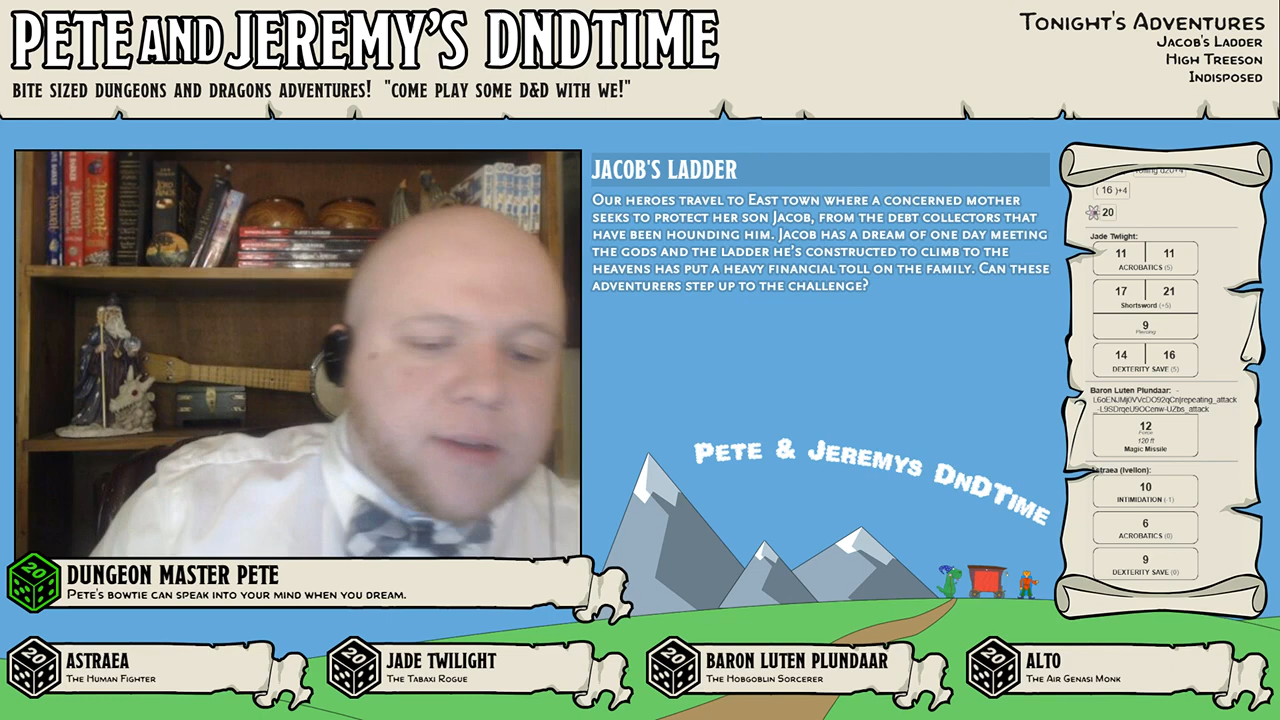 PETE AND JEREMY'S DNDTIME
BITE SIZED DUNGEONS AND DRAGONS ADVENTURES! "COME PLAY SOME D&D WITH WE!"
TONIGHT'S ADVENTURES
JACOB'S LADDER
HIGH TREESON
INDISPOSED
JACOB'S LADDER
OUR HEROES TRAVEL TO EAST TOWN WHERE A CONCERNED MOTHER
SEEKS TO PROTECT HER SON JACOB, FROM THE DEBT COLLECTORS THAT
HAVE BEEN HOUNDING HIM. JACOB HAS A DREAM OF ONE DAY MEETING
THE GODS AND THE LADDER HE'S CONSTRUCTED TO CLIMB TO THE
HEAVENS HAS PUT A HEAVY FINANCIAL TOLL ON THE FAMILY. CAN THESE
ADVENTURERS STEP UP TO THE CHALLENGE?
PETE & JEREMYS DNDTIME
( 16 )+4
20
Jade Twlight:
11 11
ACROBATICS (5)
17 21
Shortsword (+5)
9
Piercing
14 16
DEXTERITY SAVE (5)
Baron Luten Plundaar: -
12
Force
120 ft
Magic Missile
Astraea (Ivellon):
10
INTIMIDATION (-1)
6
ACROBATICS (0)
9
DEXTERITY SAVE (0)
20
DUNGEON MASTER PETE
PETE'S BOWTIE CAN SPEAK INTO YOUR MIND WHEN YOU DREAM.
20
ASTRAEA
THE HUMAN FIGHTER
20
JADE TWILIGHT
THE TABAXI ROGUE
20
BARON LUTEN PLUNDAAR
THE HOBGOBLIN SORCERER
20
ALTO
THE AIR GENASI MONK